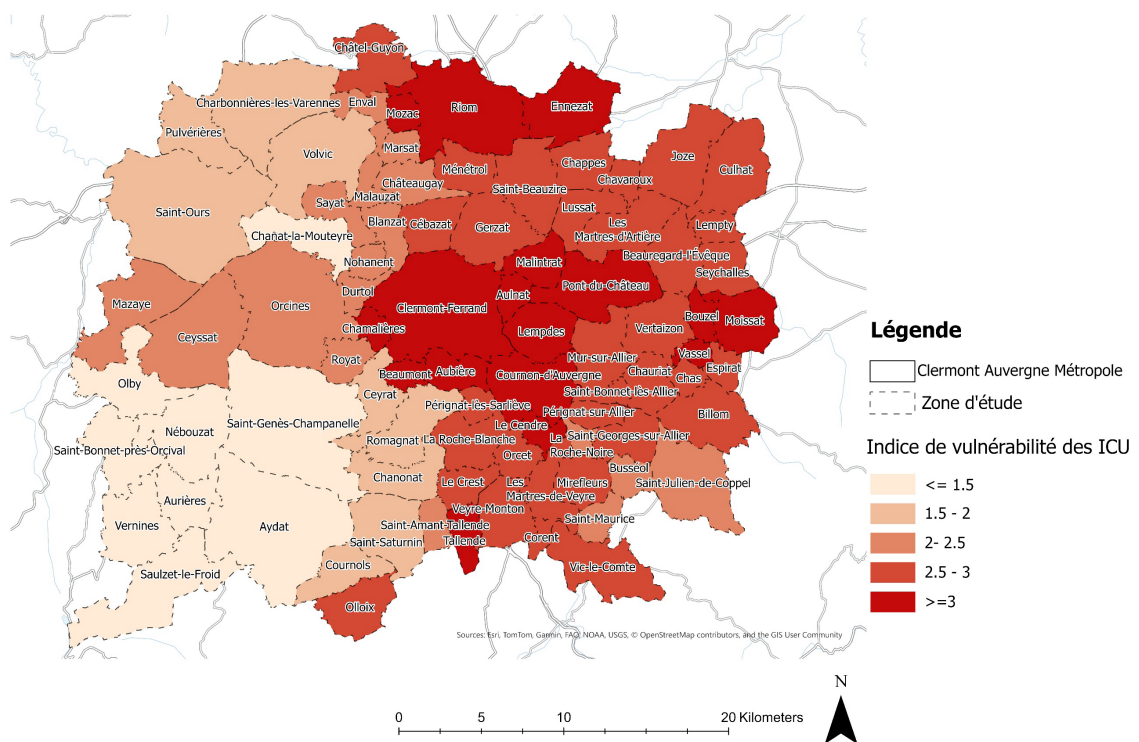 Châtel-Guyon
Charbonnières-les-Varennes
Enval
Mozac
Riom
Ennezat
Pulvérières
Volvic
Marsat
Ménétrol
Chappes
Joze
Culhat
Châteaugay
Saint-Beauzire
Chavaroux
Sayat
Malauzat
Saint-Ours
Lussat
Blanzat
Cébazat
Gerzat
Les
Martres-d'Artière
Lempty
Chanat-la-Mouteyre
Nohanent
Malintrat
Beauregard-l'Évêque
Seychalles
Durtol
Aulnat
Pont-du-Château
Mazaye
Orcines
Clermont-Ferrand
Bouzel
Moissat
Ceyssat
Chamalières
Lempdes
Vertaizon
Royat
Mur-sur-Allier
Vassel
Olby
Beaumont
Aubière
Cournon-d'Auvergne
Chauriat
Chas
Espirat
Ceyrat
Saint-Bonnet-lès-Allier
Pérignat-lès-Sarliève
Pérignat-sur-Allier
Billom
Saint-Genès-Champanelle
Le Cendre
Nébouzat
Romagnat
La Roche-Blanche
La
Roche-Noire
Saint-Georges-sur-Allier
Saint-Bonnet-près-Orcival
Orcet
Busséol
Chanonat
Le Crest
Les
Martres-de-Veyre
Mirefleurs
Saint-Julien-de-Coppel
Aurières
Veyre-Monton
Vernines
Aydat
Saint-Amant-Tallende
Saint-Maurice
Saint-Saturnin
Tallende
Corent
Cournols
Vic-le-Comte
Saulzet-le-Froid
Olloix
Sources: Esri, TomTom, Garmin, FAO, NOAA, USGS, © OpenStreetMap contributors, and the GIS User Community
Légende
Clermont Auvergne Métropole
Zone d'étude
Indice de vulnérabilité des ICU
<= 1.5
1.5 - 2
2- 2.5
2.5 - 3
>=3
N
0 5 10 20 Kilometers